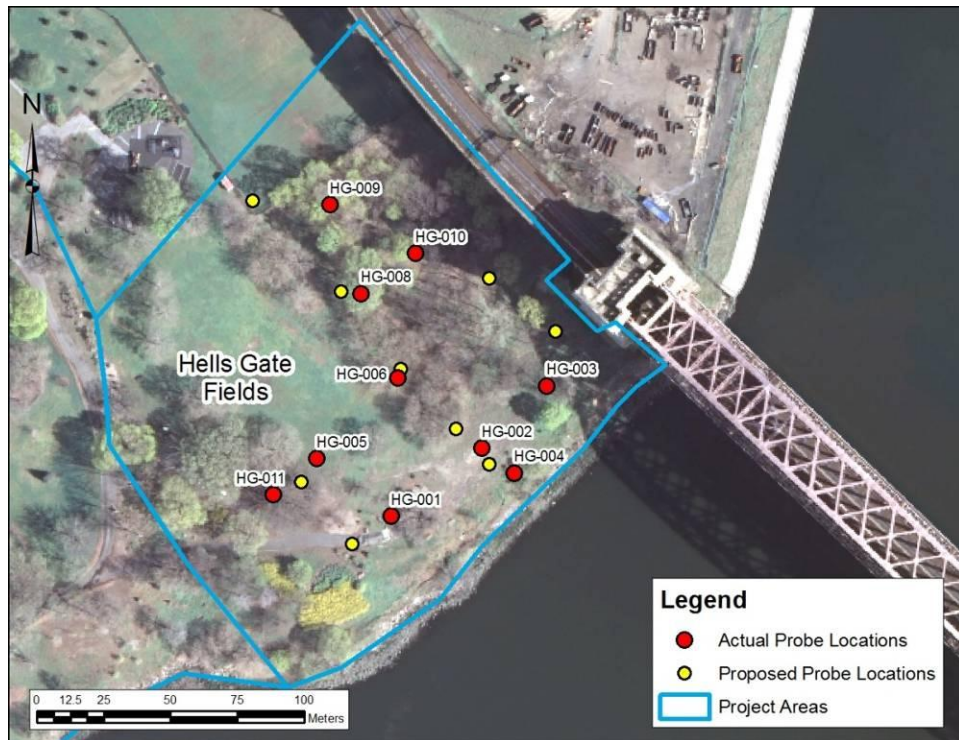 N
HG-009
HG-010
HG-008
Hells Gate
Fields
HG-006
HG-003
HG-005
HG-002
HG-004
HG-011
HG-001
Legend
Actual Probe Locations
Proposed Probe Locations
Project Areas
0 12.5 25 50 75 100
Meters